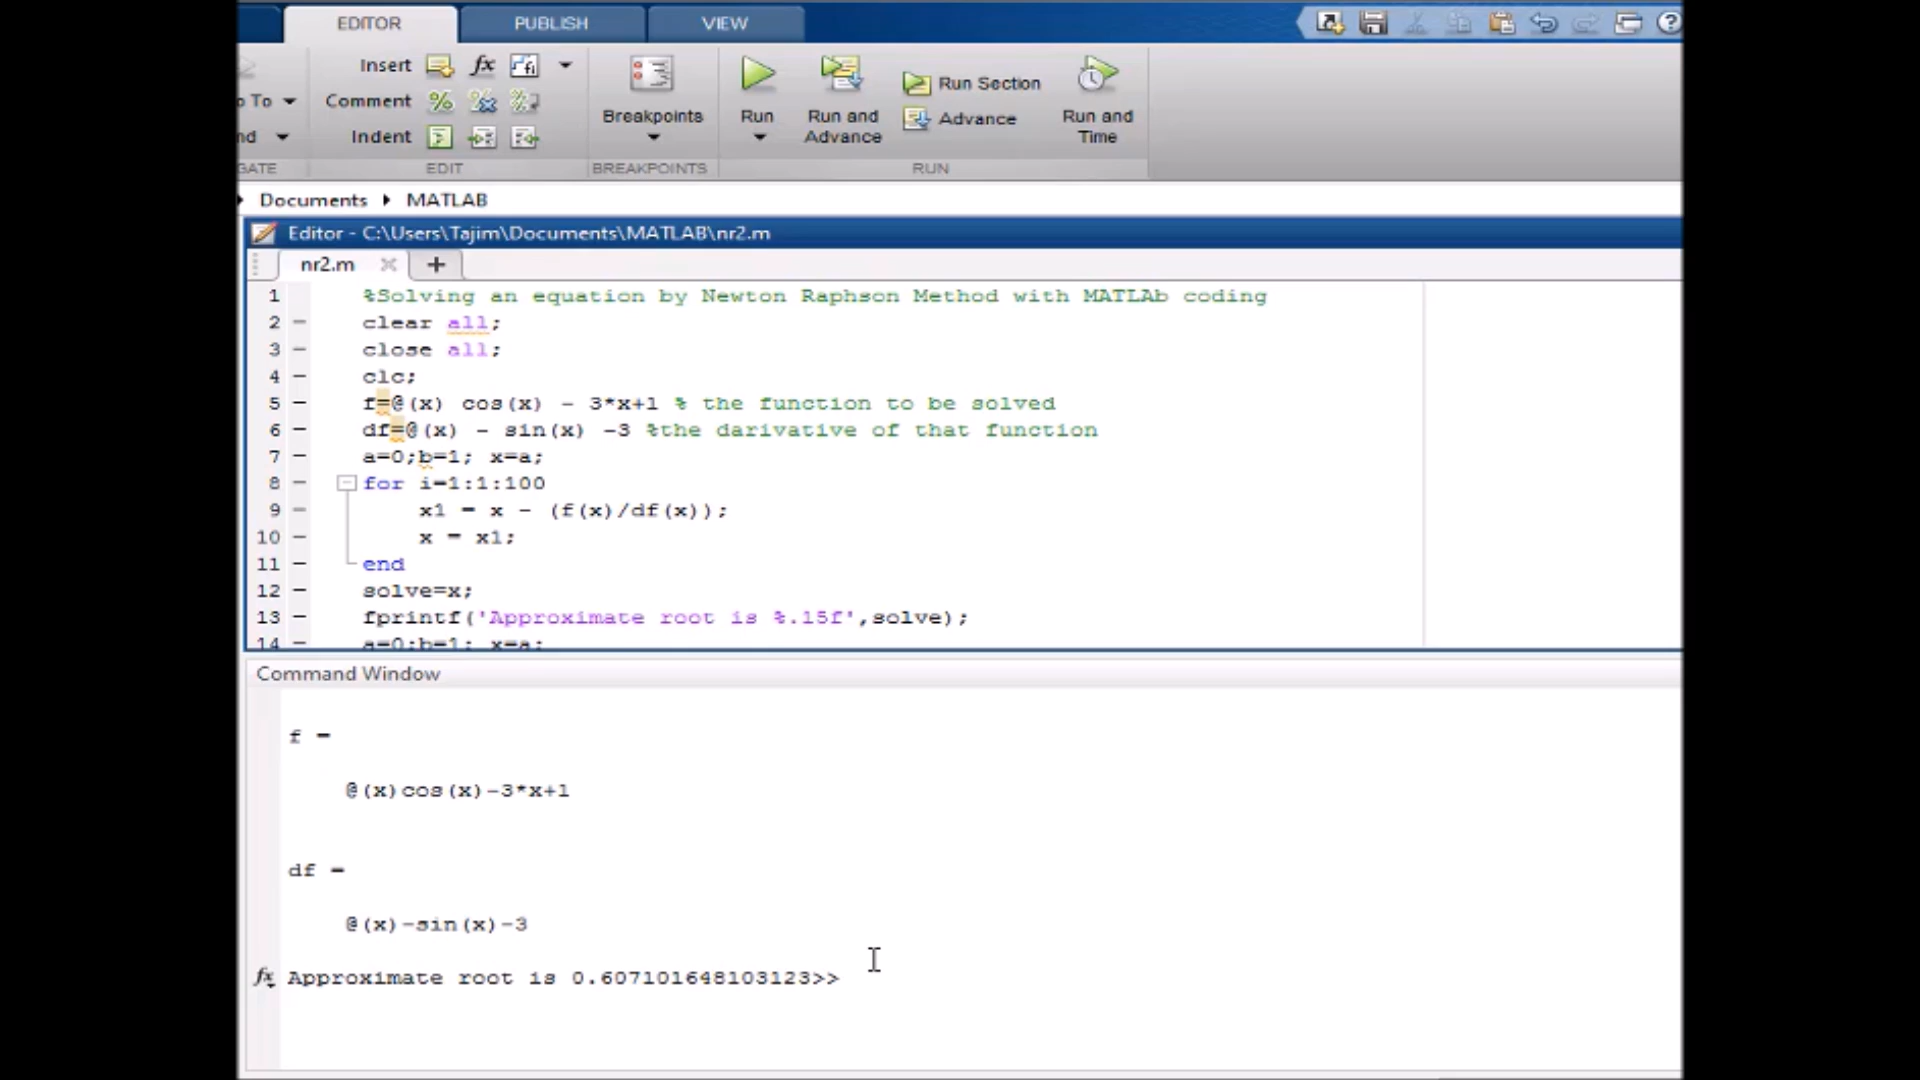 EDITOR PUBLISH VIEW
Insert fx
o To Comment
nd Indent
Breakpoints
Run
Run and Advance
Run Section
Advance
Run and Time
GATE EDIT BREAKPOINTS RUN
Documents MATLAB
Editor - C:\Users\Tajim\Documents\MATLAB\nr2.m
nr2.m
1 %Solving an equation by Newton Raphson Method with MATLAb coding
2 clear all;
3 close all;
4 clc;
5 f=@(x) cos(x) - 3*x+1 % the function to be solved
6 df=@(x) - sin(x) -3 %the darivative of that function
7 a=0;b=1; x=a;
8 for i=1:1:100
9 x1 = x - (f(x)/df(x));
10 x = x1;
11 end
12 solve=x;
13 fprintf('Approximate root is %.15f',solve);
14 a=0;b=1; x=a;
Command Window
f =
@(x)cos(x)-3*x+1
df =
@(x)-sin(x)-3
fx Approximate root is 0.607101648103123>>